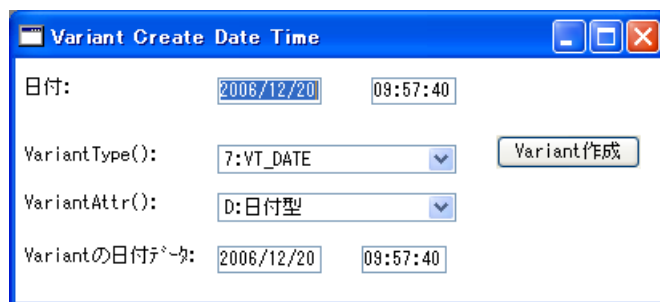 Variant Create Date Time
日付: 2006/12/20 09:57:40
VariantType(): 7:VT_DATE Variant作成
VariantAttr(): D:日付型
Variantの日付ﾃﾞｰﾀ: 2006/12/20 09:57:40